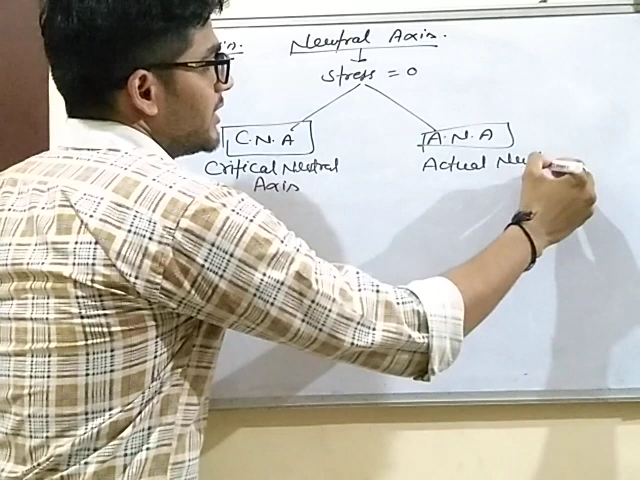 Neutral Axis.
Stress = 0
C.N.A
A.N.A
Critical Neutral
Axis
Actual